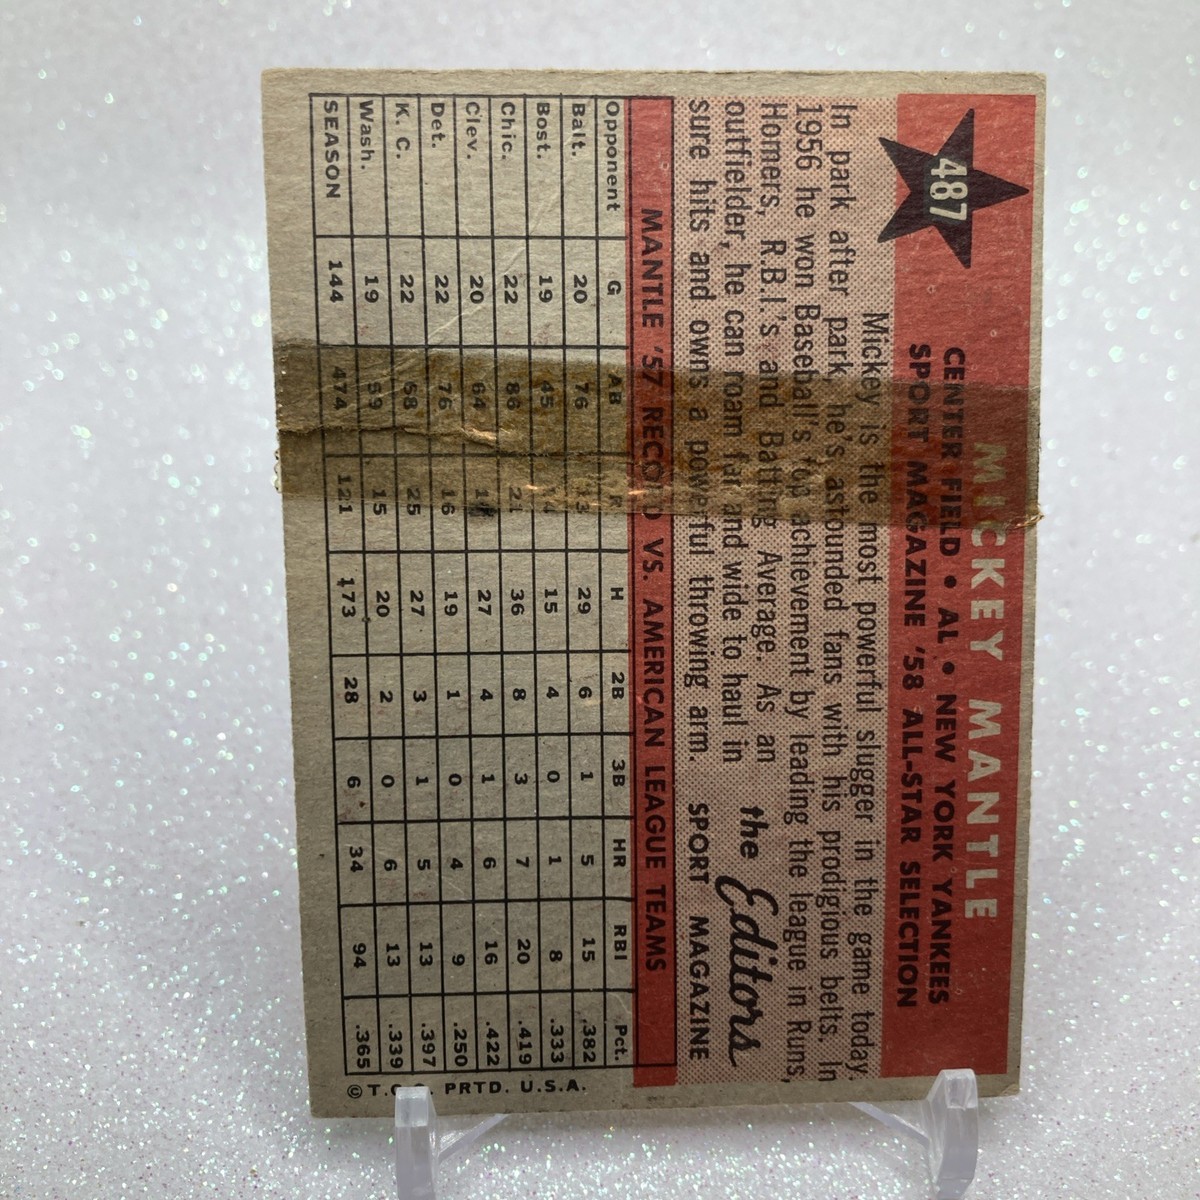 487
MICKEY MANTLE
CENTER FIELD • AL • NEW YORK YANKEES
SPORT MAGAZINE '58 ALL-STAR SELECTION
Mickey is the most powerful slugger in the game today.
In park after park, he's astounded fans with his prodigious belts. In
1956 he won Baseball's top achievement by leading the league in Runs,
Homers, R.B.I.'s and Batting Average. As an
outfielder, he can roam far and wide to haul in
sure hits and owns a powerful throwing arm.
the Editors
SPORT MAGAZINE
MANTLE '57 RECORD VS. AMERICAN LEAGUE TEAMS
Opponent G AB R H 2B 3B HR RBI Pct.
Balt. 20 76 13 29 6 1 5 15 .382
Bost. 19 45 14 15 4 0 1 8 .333
Chic. 22 86 21 36 8 3 7 20 .419
Clev. 20 64 27 4 1 6 16 .422
Det. 22 76 16 19 1 0 4 9 .250
K. C. 22 68 25 27 3 1 5 13 .397
Wash. 19 59 15 20 2 0 6 13 .339
SEASON 144 474 121 173 28 6 34 94 .365
© PRTD. U.S.A.